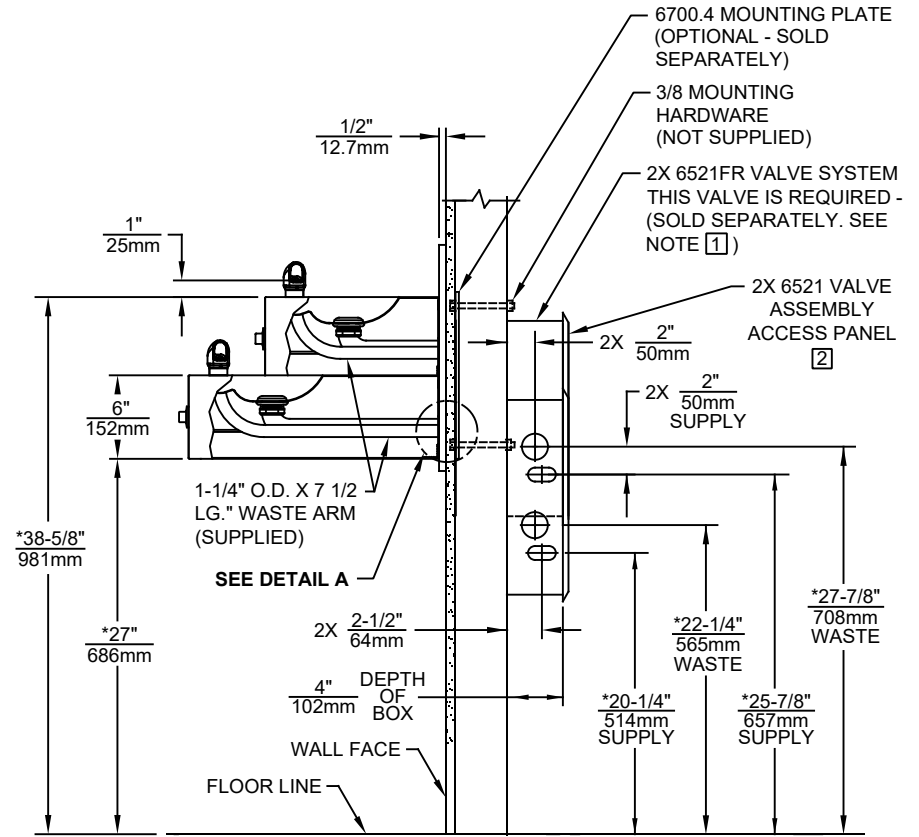 6700.4 MOUNTING PLATE
(OPTIONAL - SOLD
SEPARATELY)
3/8 MOUNTING
HARDWARE
(NOT SUPPLIED)
1/2"
12.7mm
2X 6521FR VALVE SYSTEM
THIS VALVE IS REQUIRED -
(SOLD SEPARATELY. SEE
NOTE 1 )
1"
25mm
2X 6521 VALVE
ASSEMBLY
ACCESS PANEL
2
2X 2"
50mm
2X 2"
50mm
SUPPLY
6"
152mm
1-1/4" O.D. X 7 1/2
LG." WASTE ARM
(SUPPLIED)
*38-5/8"
981mm
SEE DETAIL A
*27"
686mm
2X 2-1/2"
64mm
*27-7/8"
708mm
WASTE
*22-1/4"
565mm
WASTE
4"
102mm
DEPTH
OF
BOX
*20-1/4"
514mm
SUPPLY
*25-7/8"
657mm
SUPPLY
WALL FACE
FLOOR LINE